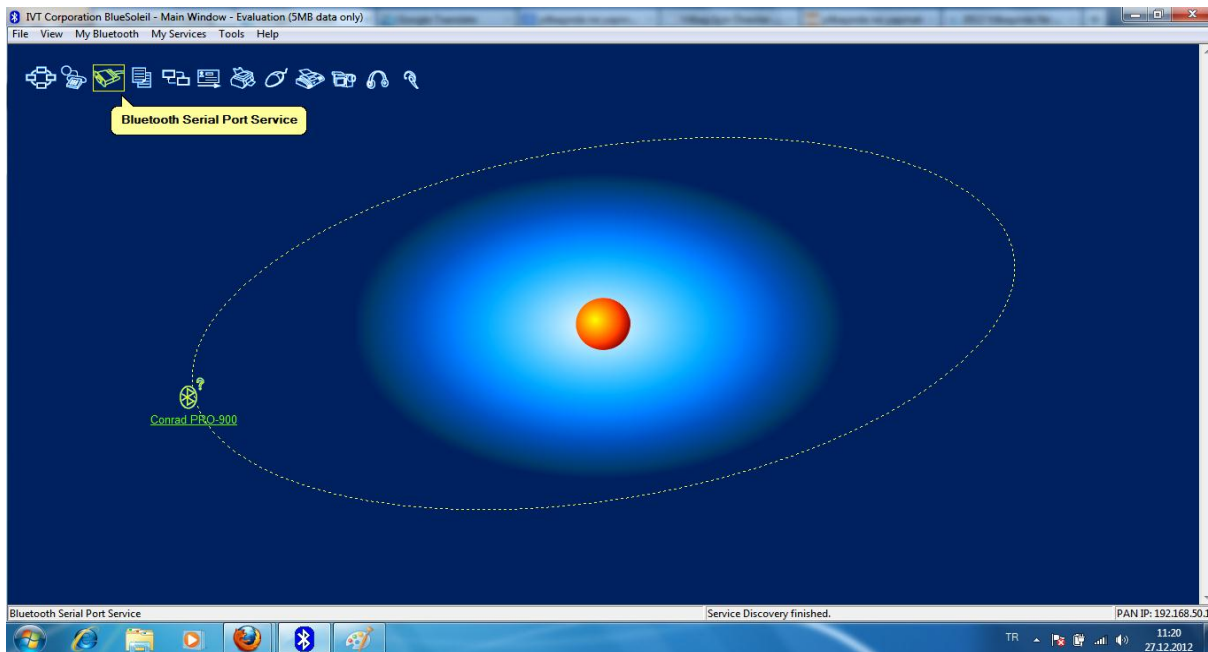 IVT Corporation BlueSoleil - Main Window - Evaluation (5MB data only)
File View My Bluetooth My Services Tools Help
Bluetooth Serial Port Service
Conrad PRO-900
Bluetooth Serial Port Service Service Discovery finished. PAN IP: 192.168.50.1
TR 11:20
27.12.2012